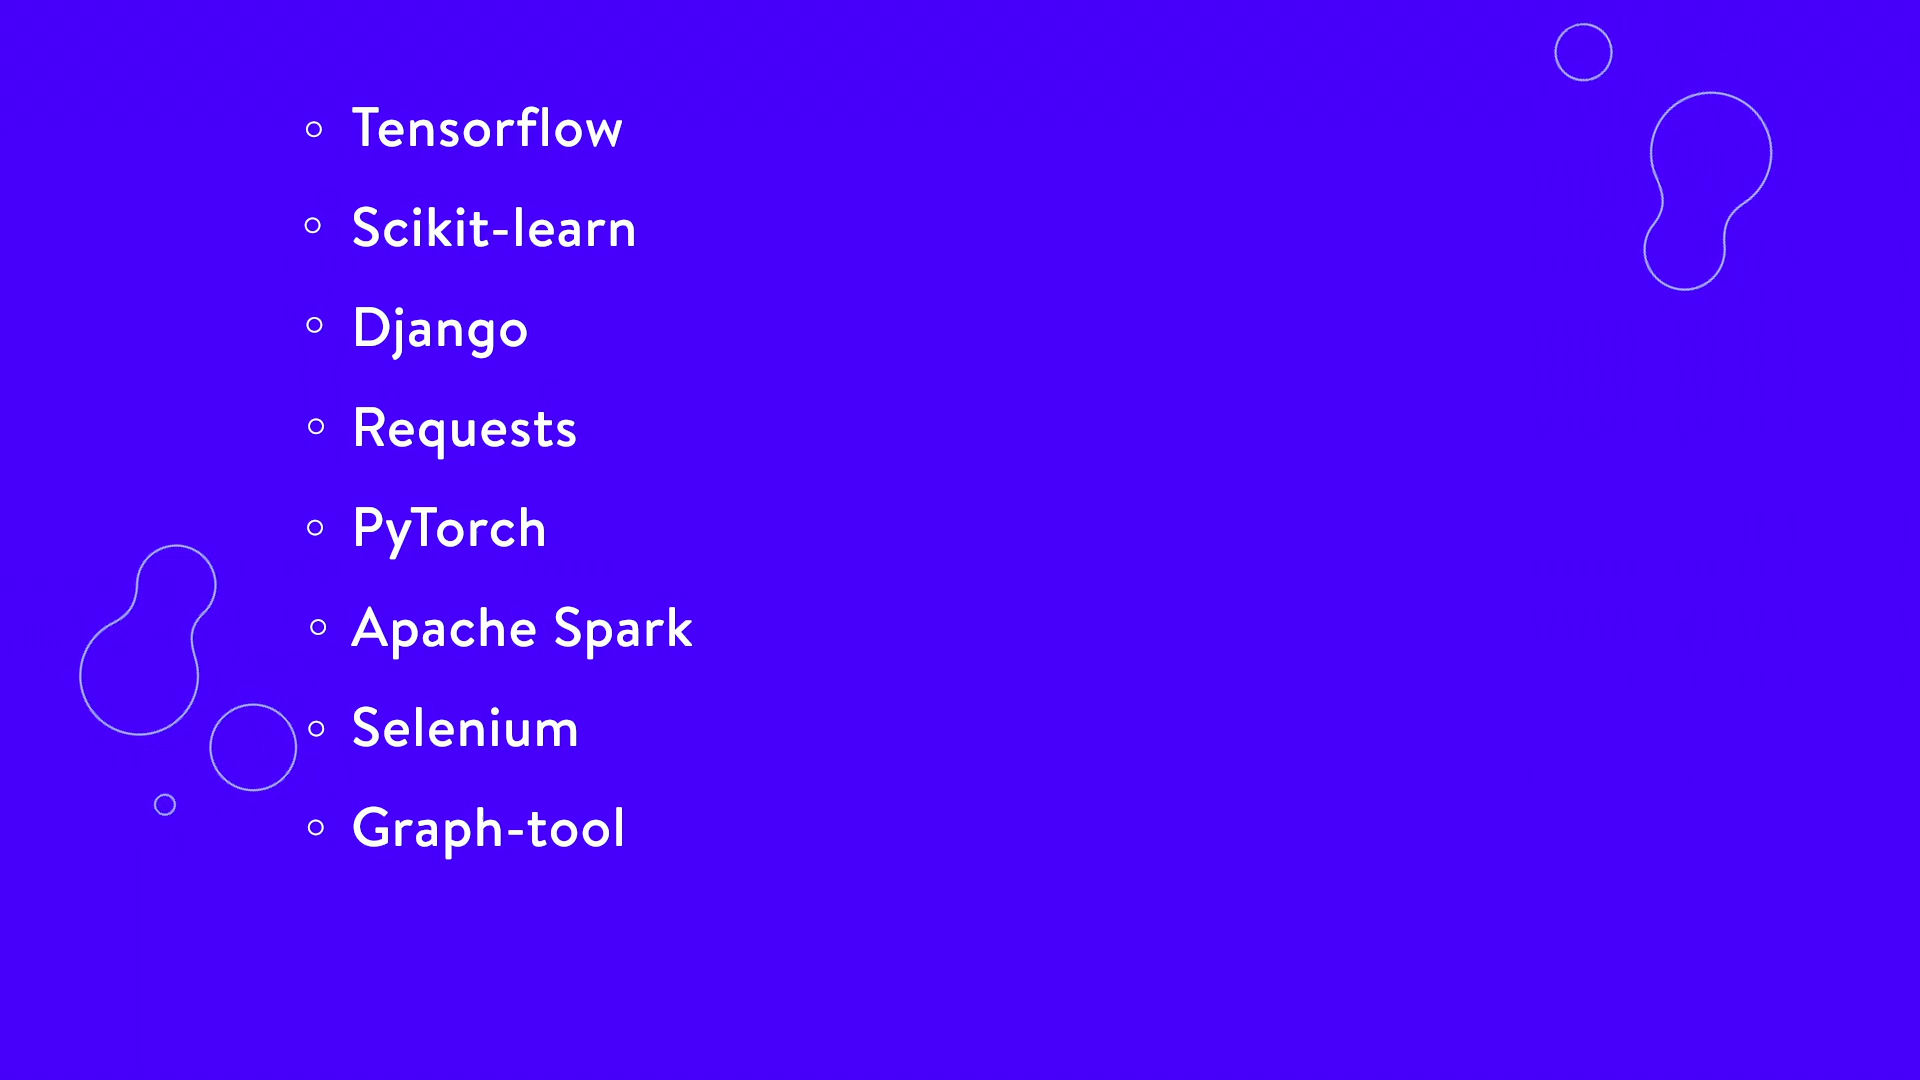 Tensorflow
Scikit-learn
Django
Requests
PyTorch
Apache Spark
Selenium
Graph-tool